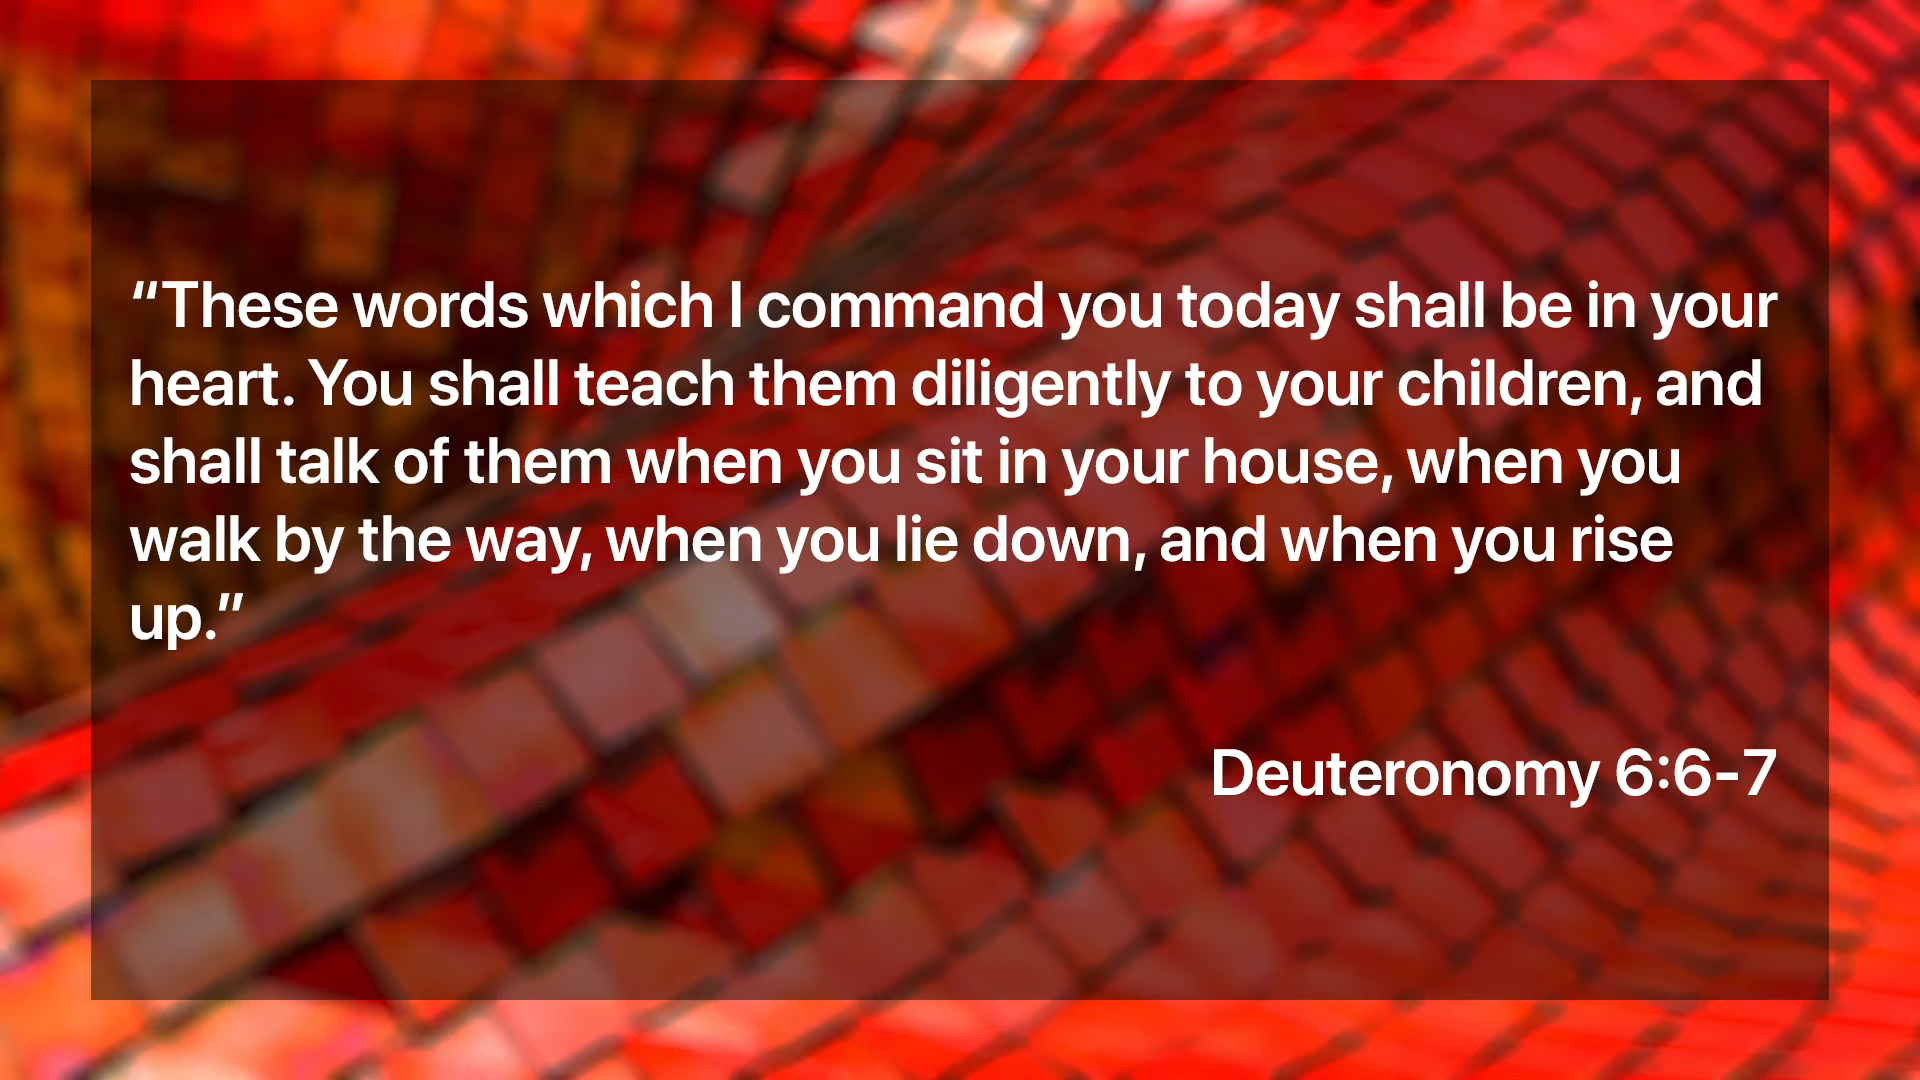 “These words which I command you today shall be in your
heart. You shall teach them diligently to your children, and
shall talk of them when you sit in your house, when you
walk by the way, when you lie down, and when you rise
up.”
Deuteronomy 6:6-7